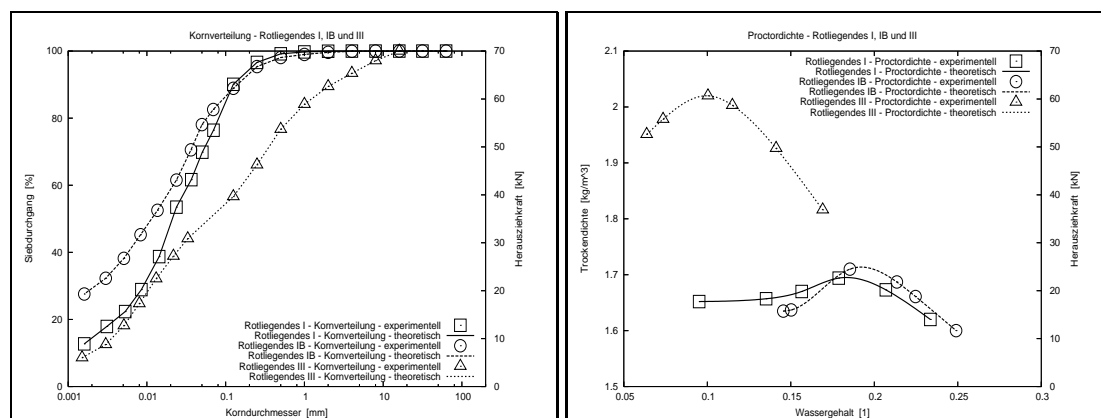 Kornverteilung - Rotliegendes I, IB und III
100
80
60
40
20
0
Siebdurchgang [%]
70
60
50
40
30
20
10
0
Herausziehkraft [kN]
Rotliegendes I - Kornverteilung - experimentell
Rotliegendes I - Kornverteilung - theoretisch
Rotliegendes IB - Kornverteilung - experimentell
Rotliegendes IB - Kornverteilung - theoretisch
Rotliegendes III - Kornverteilung - experimentell
Rotliegendes III - Kornverteilung - theoretisch
0.001 0.01 0.1 1 10 100
Korndurchmesser [mm]
Proctordichte - Rotliegendes I, IB und III
2.1
2
1.9
1.8
1.7
1.6
1.5
Trockendichte [kg/m^3]
70
60
50
40
30
20
10
0
Herausziehkraft [kN]
Rotliegendes I - Proctordichte - experimentell
Rotliegendes I - Proctordichte - theoretisch
Rotliegendes IB - Proctordichte - experimentell
Rotliegendes IB - Proctordichte - theoretisch
Rotliegendes III - Proctordichte - experimentell
Rotliegendes III - Proctordichte - theoretisch
0.05 0.1 0.15 0.2 0.25 0.3
Wassergehalt [1]